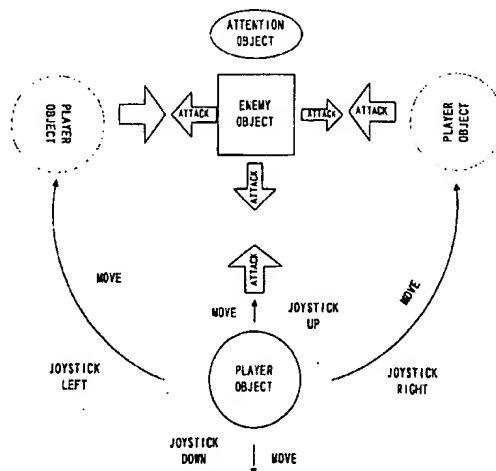 ATTENTION
OBJECT
PLAYER
OBJECT
ATTACK
ENEMY
OBJECT
ATTACK
ATTACK
PLAYER
OBJECT
ATTACK
ATTACK
MOVE
MOVE
MOVE
JOYSTICK
UP
JOYSTICK
LEFT
PLAYER
OBJECT
JOYSTICK
RIGHT
JOYSTICK
DOWN
MOVE